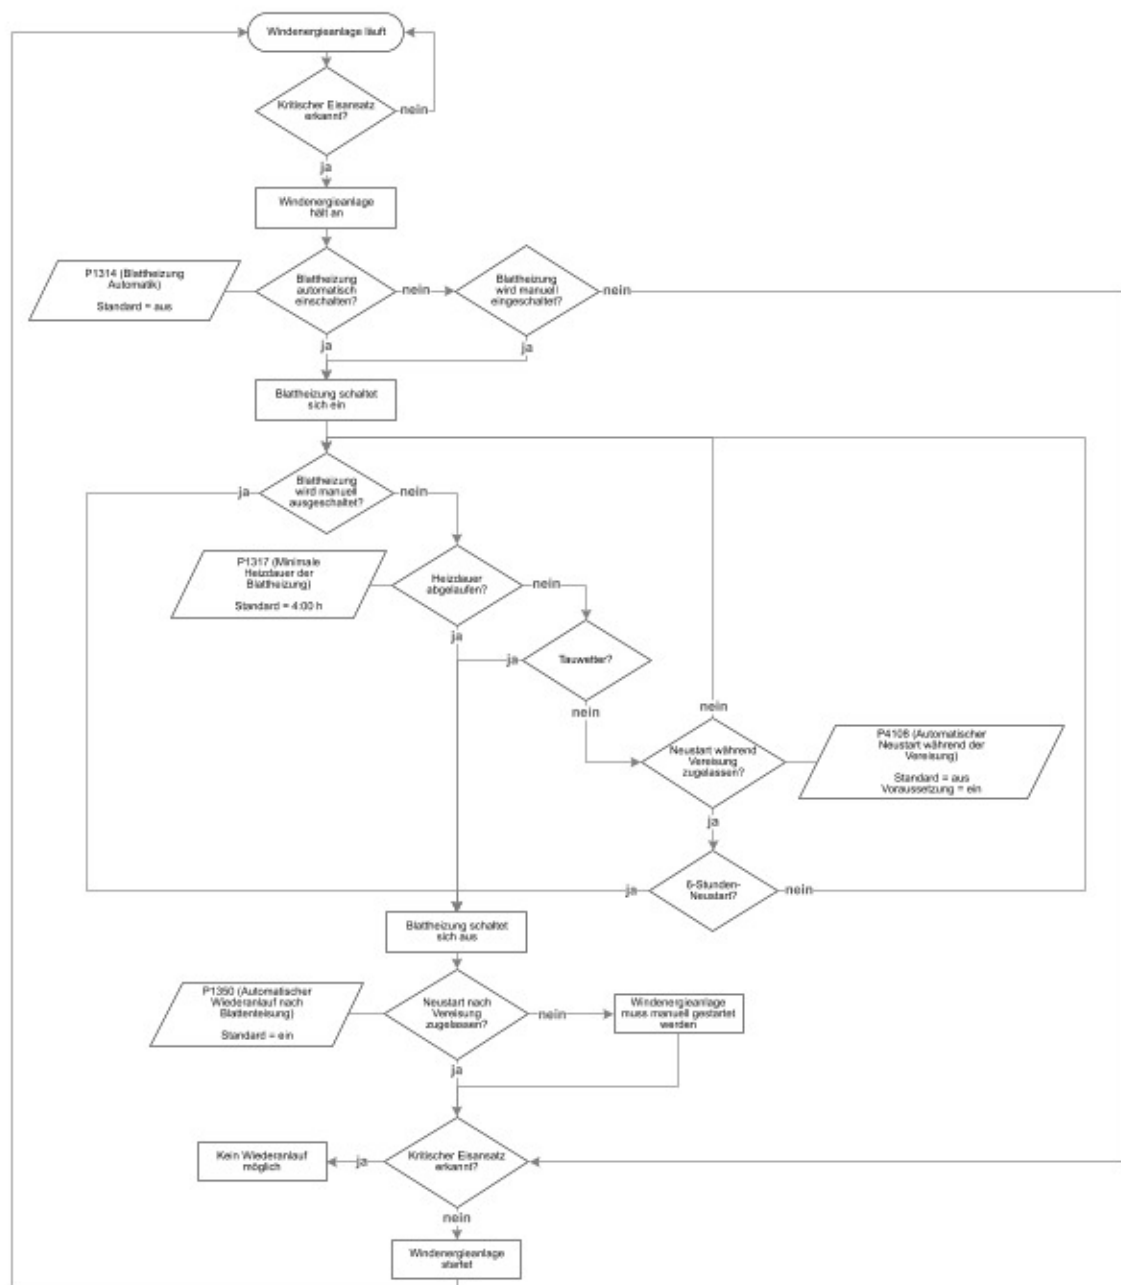 Windenergieanlage läuft
Kritischer Eisansatz
erkannt?
nein
ja
Windenergieanlage
hält an
P1314 (Blattheizung
Automatik)
Standard = aus
Blattheizung
automatisch
einschalten?
nein
Blattheizung
wird manuell
eingeschaltet?
nein
ja
ja
Blattheizung schaltet
sich ein
ja
Blattheizung
wird manuell
ausgeschaltet?
nein
P1317 (Minimale
Heizdauer der
Blattheizung)
Standard = 4:00 h
Heizdauer
abgelaufen?
nein
ja
ja
Tauwetter?
nein
nein
Neustart während
Vereisung
zugelassen?
P4106 (Automatischer
Neustart während der
Vereisung)
Standard = aus
Voraussetzung = ein
ja
ja
6-Stunden-
Neustart?
nein
Blattheizung schaltet
sich aus
P1350 (Automatischer
Wiederanlauf nach
Blattenteisung)
Standard = ein
Neustart nach
Vereisung
zugelassen?
nein
Windenergieanlage
muss manuell gestartet
werden
ja
Kein Wiederanlauf
möglich
ja
Kritischer Eisansatz
erkannt?
nein
Windenergieanlage
startet